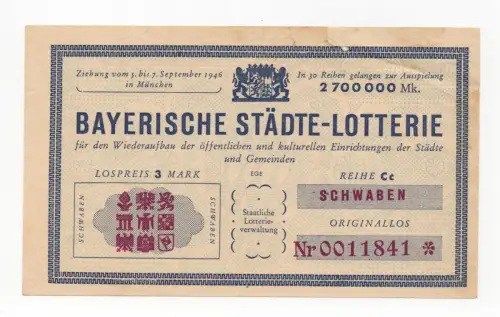 Ziehung vom 5. bis 7. September 1946
in München
In 30 Reihen gelangen zur Ausspielung
2 700 000 Mk.
BAYERISCHE STÄDTE-LOTTERIE
für den Wiederaufbau der öffentlichen und kulturellen Einrichtungen der Städte
und Gemeinden
LOSPREIS 3 MARK
SCHWABEN
SCHWABEN
EGE
Staatliche
Lotterie-
verwaltung
REIHE Cc
SCHWABEN
ORIGINALLOS
Nr 0011841 *